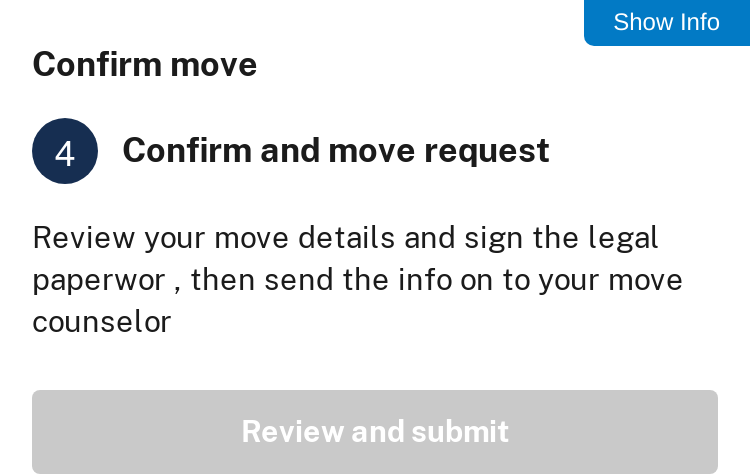 Show Info
Confirm move
4
Confirm and move request
Review your move details and sign the legal
paperwor , then send the info on to your move
counselor
Review and submit